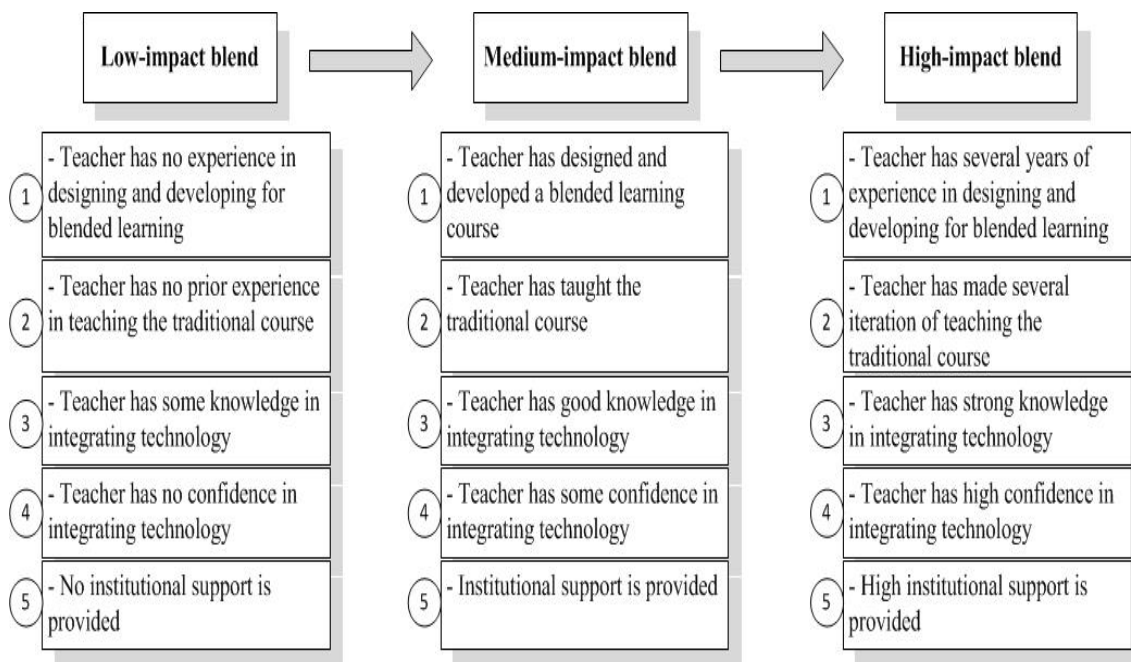 Low-impact blend
Medium-impact blend
High-impact blend
1
- Teacher has no experience in
designing and developing for
blended learning
2
- Teacher has no prior experience
in teaching the traditional course
3
- Teacher has some knowledge in
integrating technology
4
- Teacher has no confidence in
integrating technology
5
- No institutional support is
provided
1
- Teacher has designed and
developed a blended learning
course
2
- Teacher has taught the
traditional course
3
- Teacher has good knowledge in
integrating technology
4
- Teacher has some confidence in
integrating technology
5
- Institutional support is provided
1
- Teacher has several years of
experience in designing and
developing for blended learning
2
- Teacher has made several
iteration of teaching the
traditional course
3
- Teacher has strong knowledge
in integrating technology
4
- Teacher has high confidence in
integrating technology
5
- High institutional support is
provided